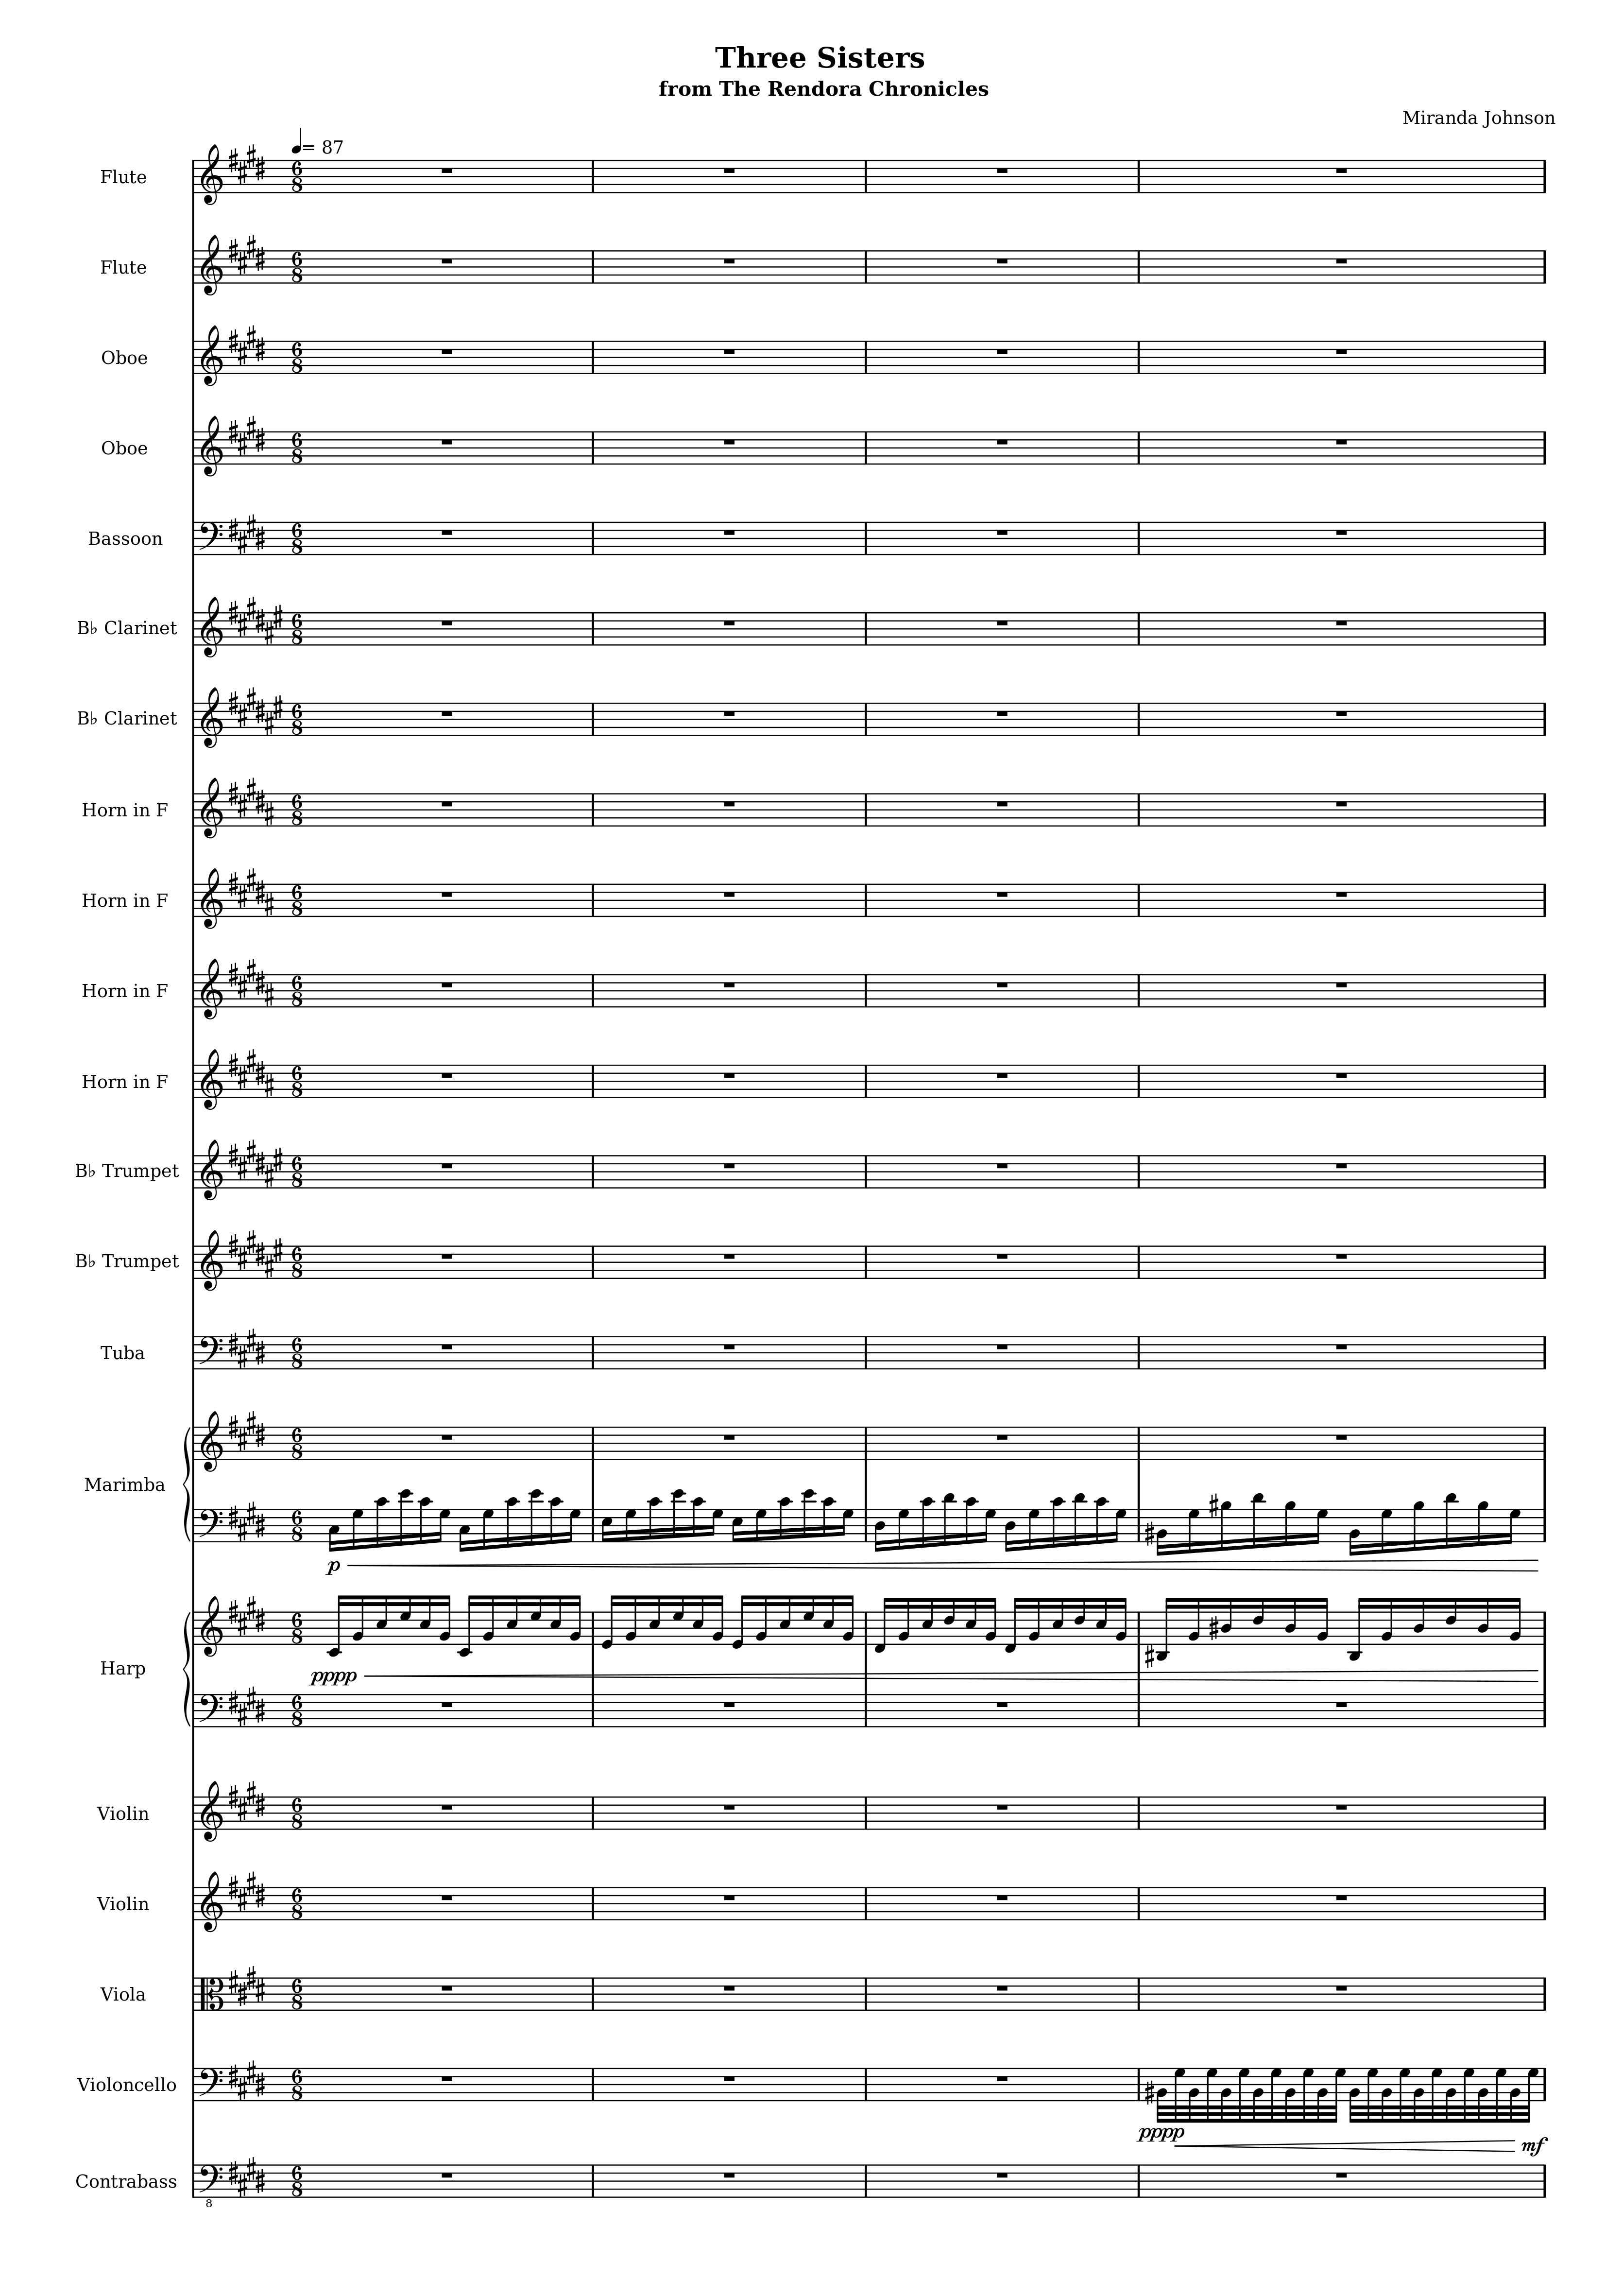 Three Sisters
from The Rendora Chronicles
Miranda Johnson
= 87
Flute
Flute
Oboe
Oboe
Bassoon
B♭ Clarinet
B♭ Clarinet
Horn in F
Horn in F
Horn in F
Horn in F
B♭ Trumpet
B♭ Trumpet
Tuba
Marimba
p
Harp
pppp
Violin
Violin
Viola
Violoncello
pppp mf
Contrabass
8